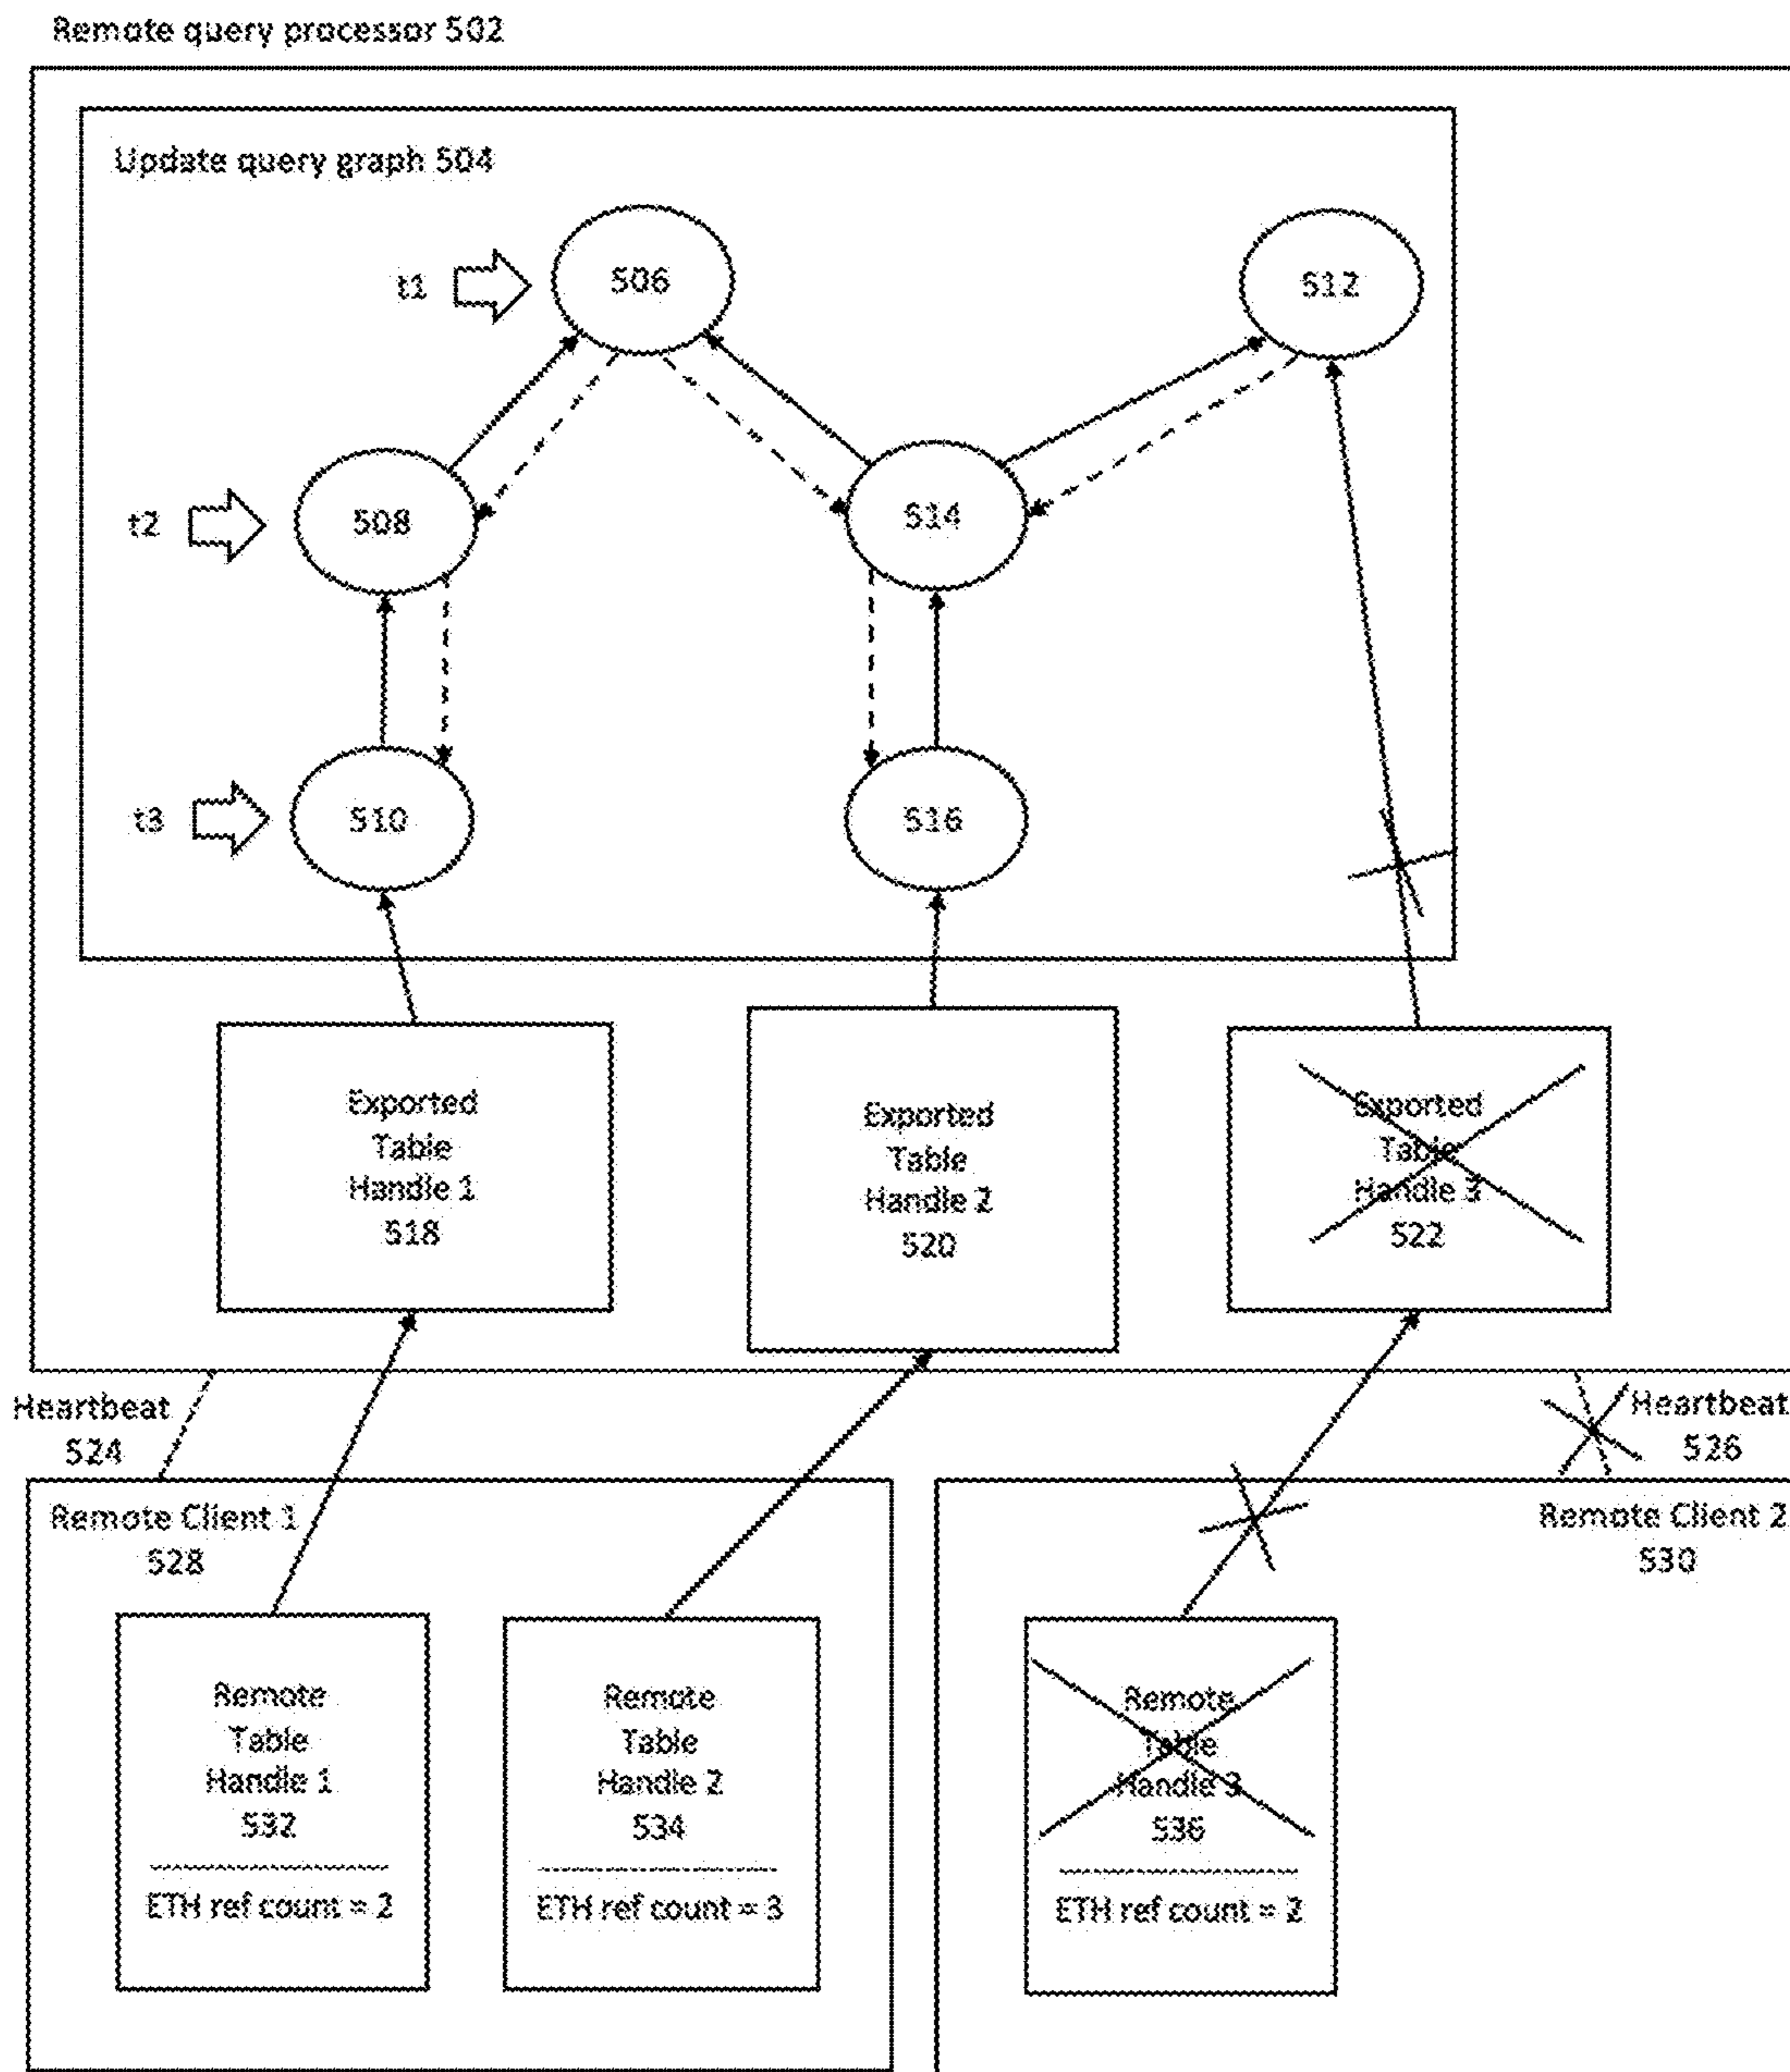 Remote query processor 502
Update query graph 504
t1
506
512
t2
508
514
t3
510
516
Exported
Table
Handle 1
518
Exported
Table
Handle 2
520
Exported
Table
Handle 3
522
Heartbeat
524
Heartbeat
526
Remote Client 1
528
Remote Client 2
530
Remote
Table
Handle 1
532
ETH ref count = 2
Remote
Table
Handle 2
534
ETH ref count = 3
Remote
Table
Handle 3
536
ETH ref count = 2